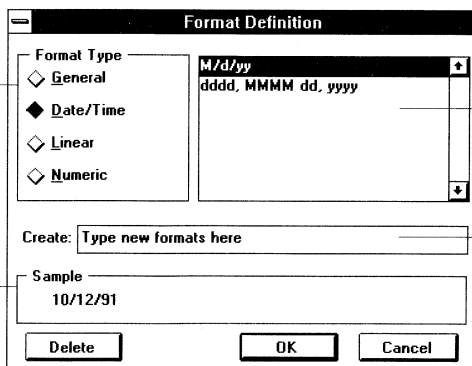 Format Definition
Format Type
General
Date/Time
Linear
Numeric
M/d/yy
dddd, MMMM dd, yyyy
Create: Type new formats here
Sample
10/12/91
Delete OK Cancel